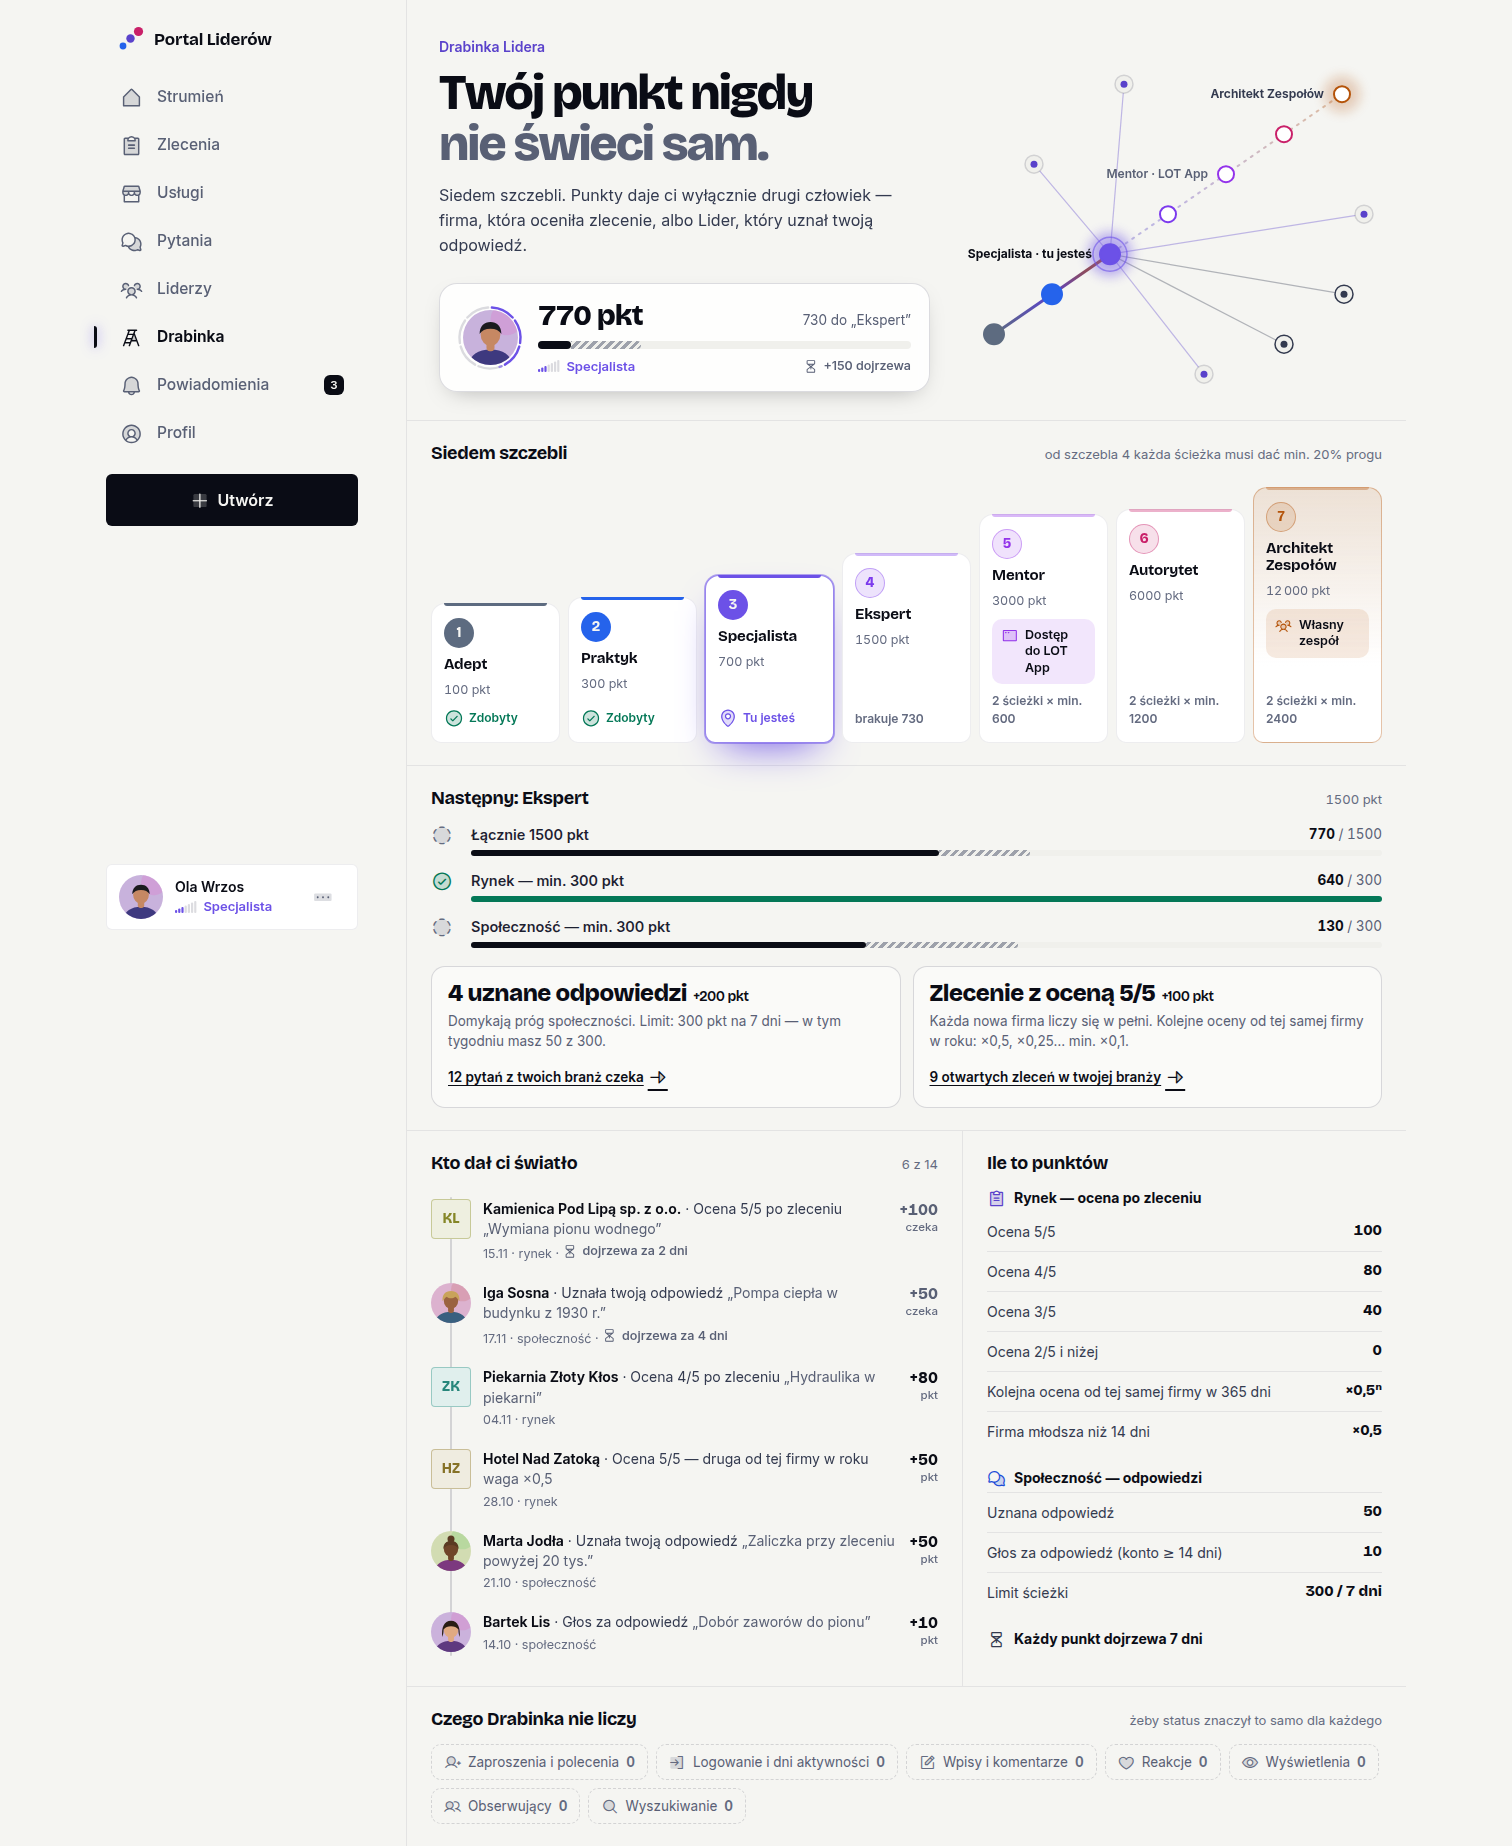 Portal Liderów
Strumień
Zlecenia
Usługi
Pytania
Liderzy
Drabinka
Powiadomienia 3
Profil
Utwórz
Ola Wrzos
Specjalista
Drabinka Lidera
Twój punkt nigdy
nie świeci sam.
Siedem szczebli. Punkty daje ci wyłącznie drugi człowiek —
firma, która oceniła zlecenie, albo Lider, który uznał twoją
odpowiedź.
770 pkt
730 do „Ekspert”
Specjalista
+150 dojrzewa
Architekt Zespołów
Mentor · LOT App
Specjalista · tu jesteś
Siedem szczebli
od szczebla 4 każda ścieżka musi dać min. 20% progu
1
Adept
100 pkt
Zdobyty
2
Praktyk
300 pkt
Zdobyty
3
Specjalista
700 pkt
Tu jesteś
4
Ekspert
1500 pkt
brakuje 730
5
Mentor
3000 pkt
Dostęp
do LOT
App
2 ścieżki × min.
600
6
Autorytet
6000 pkt
2 ścieżki × min.
1200
7
Architekt
Zespołów
12 000 pkt
Własny
zespół
2 ścieżki × min.
2400
Następny: Ekspert
1500 pkt
Łącznie 1500 pkt
770 / 1500
Rynek — min. 300 pkt
640 / 300
Społeczność — min. 300 pkt
130 / 300
4 uznane odpowiedzi +200 pkt
Domykają próg społeczności. Limit: 300 pkt na 7 dni — w tym
tygodniu masz 50 z 300.
12 pytań z twoich branż czeka
Zlecenie z oceną 5/5 +100 pkt
Każda nowa firma liczy się w pełni. Kolejne oceny od tej samej firmy
w roku: ×0,5, ×0,25… min. ×0,1.
9 otwartych zleceń w twojej branży
Kto dał ci światło
6 z 14
KL
Kamienica Pod Lipą sp. z o.o. · Ocena 5/5 po zleceniu
„Wymiana pionu wodnego”
15.11 · rynek · dojrzewa za 2 dni
+100
czeka
Iga Sosna · Uznała twoją odpowiedź „Pompa ciepła w
budynku z 1930 r.”
17.11 · społeczność · dojrzewa za 4 dni
+50
czeka
ZK
Piekarnia Złoty Kłos · Ocena 4/5 po zleceniu „Hydraulika w
piekarni”
04.11 · rynek
+80
pkt
HZ
Hotel Nad Zatoką · Ocena 5/5 — druga od tej firmy w roku
waga ×0,5
28.10 · rynek
+50
pkt
Marta Jodła · Uznała twoją odpowiedź „Zaliczka przy zleceniu
powyżej 20 tys.”
21.10 · społeczność
+50
pkt
Bartek Lis · Głos za odpowiedź „Dobór zaworów do pionu”
14.10 · społeczność
+10
pkt
Ile to punktów
Rynek — ocena po zleceniu
Ocena 5/5 100
Ocena 4/5 80
Ocena 3/5 40
Ocena 2/5 i niżej 0
Kolejna ocena od tej samej firmy w 365 dni ×0,5ⁿ
Firma młodsza niż 14 dni ×0,5
Społeczność — odpowiedzi
Uznana odpowiedź 50
Głos za odpowiedź (konto ≥ 14 dni) 10
Limit ścieżki 300 / 7 dni
Każdy punkt dojrzewa 7 dni
Czego Drabinka nie liczy
żeby status znaczył to samo dla każdego
Zaproszenia i polecenia 0
Logowanie i dni aktywności 0
Wpisy i komentarze 0
Reakcje 0
Wyświetlenia 0
Obserwujący 0
Wyszukiwanie 0